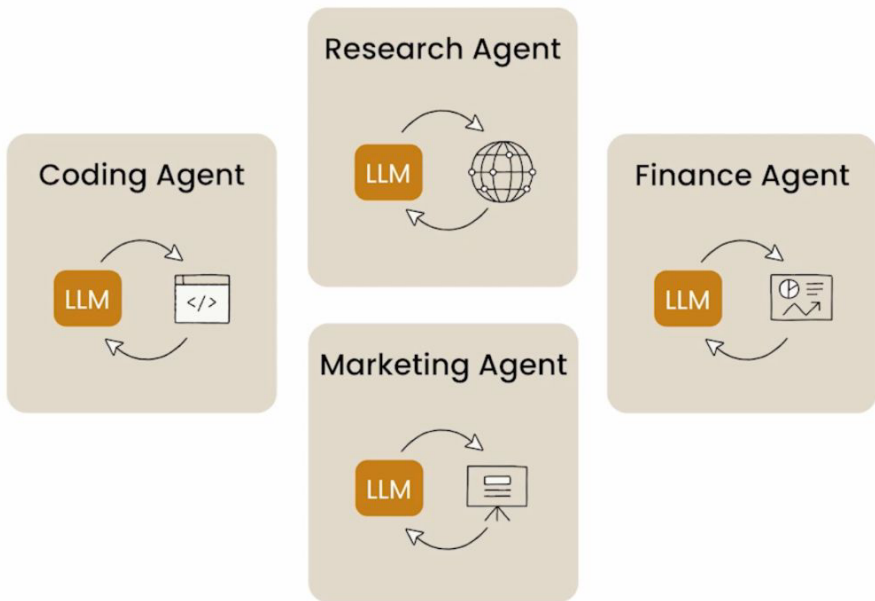 Research Agent
LLM
Coding Agent
LLM
</>
Finance Agent
LLM
Marketing Agent
LLM